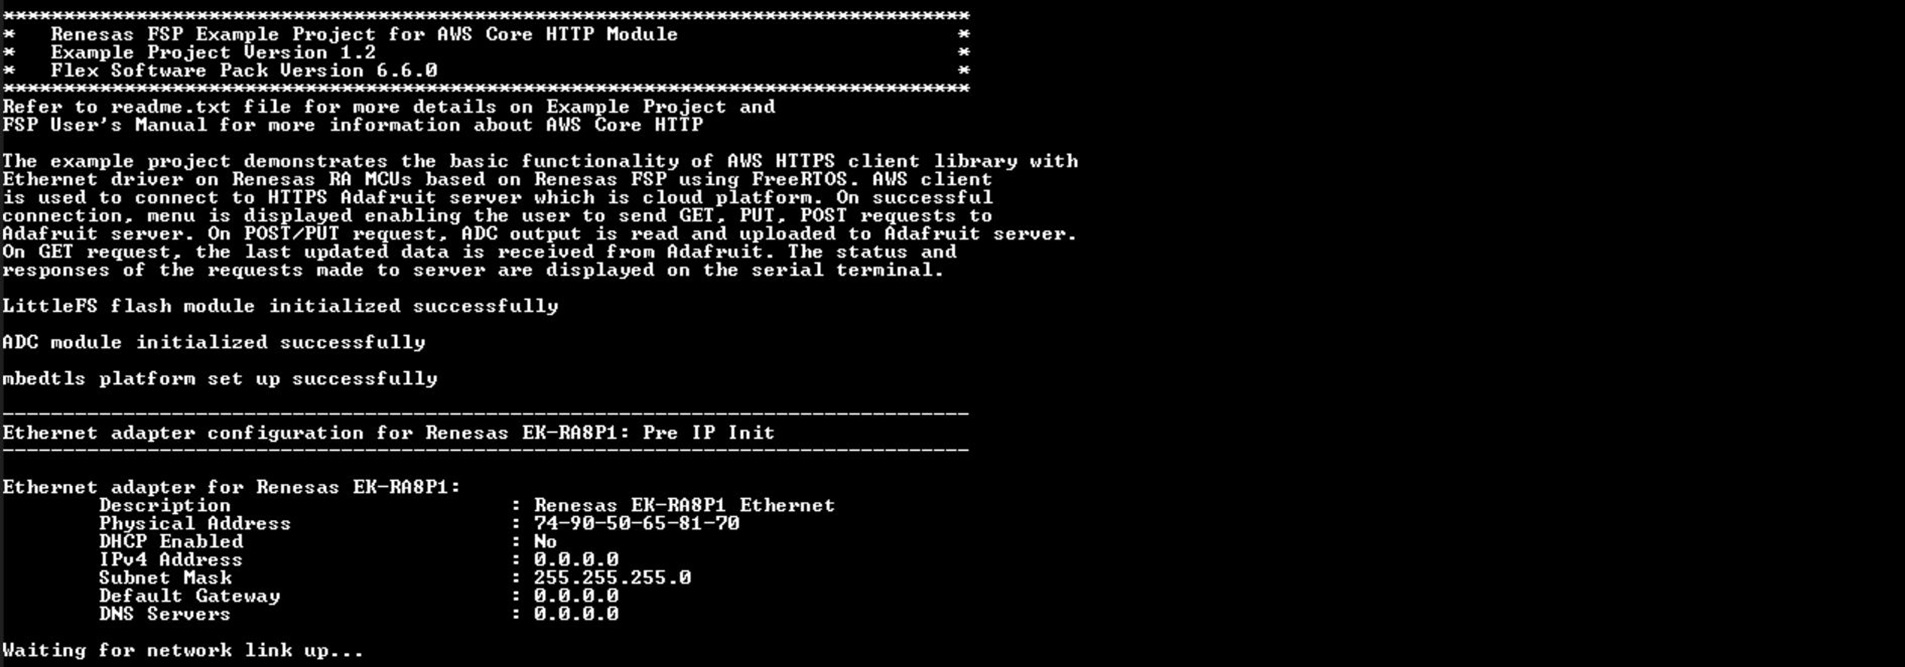 ********************************************************************************
*   Renesas FSP Example Project for AWS Core HTTP Module                       *
*   Example Project Version 1.2                                                *
*   Flex Software Pack Version 6.6.0                                           *
********************************************************************************
Refer to readme.txt file for more details on Example Project and
FSP User's Manual for more information about AWS Core HTTP
The example project demonstrates the basic functionality of AWS HTTPS client library with
Ethernet driver on Renesas RA MCUs based on Renesas FSP using FreeRTOS. AWS client
is used to connect to HTTPS Adafruit server which is cloud platform. On successful
connection, menu is displayed enabling the user to send GET, PUT, POST requests to
Adafruit server. On POST/PUT request, ADC output is read and uploaded to Adafruit server.
On GET request, the last updated data is received from Adafruit. The status and
responses of the requests made to server are displayed on the serial terminal.
LittleFS flash module initialized successfully
ADC module initialized successfully
mbedtls platform set up successfully
--------------------------------------------------------------------------------
Ethernet adapter configuration for Renesas EK-RA8P1: Pre IP Init
--------------------------------------------------------------------------------
Ethernet adapter for Renesas EK-RA8P1:
        Description                       : Renesas EK-RA8P1 Ethernet
        Physical Address                  : 74-90-50-65-81-70
        DHCP Enabled                      : No
        IPv4 Address                      : 0.0.0.0
        Subnet Mask                       : 255.255.255.0
        Default Gateway                   : 0.0.0.0
        DNS Servers                       : 0.0.0.0
Waiting for network link up...